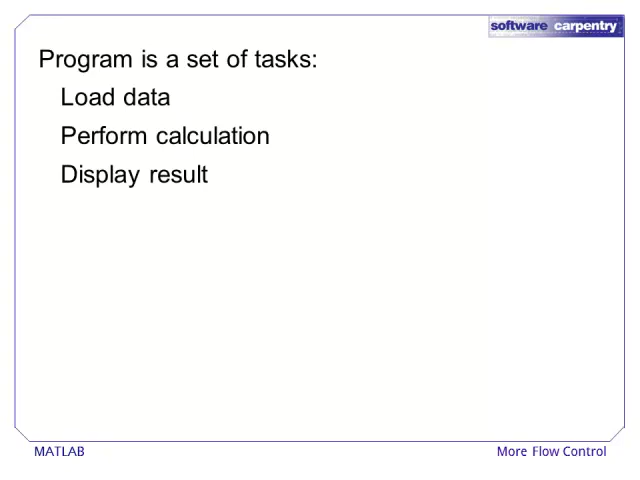 software carpentry
Program is a set of tasks:
Load data
Perform calculation
Display result
MATLAB
More Flow Control